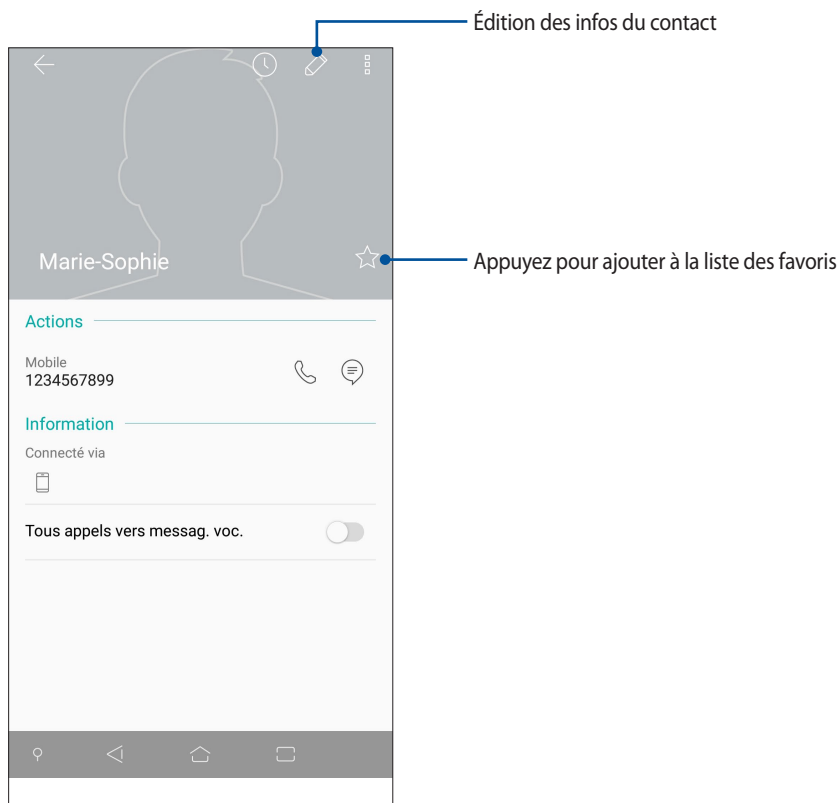 Édition des infos du contact
Marie-Sophie
Appuyez pour ajouter à la liste des favoris
Actions
Mobile
1234567899
Information
Connecté via
Tous appels vers messag. voc.